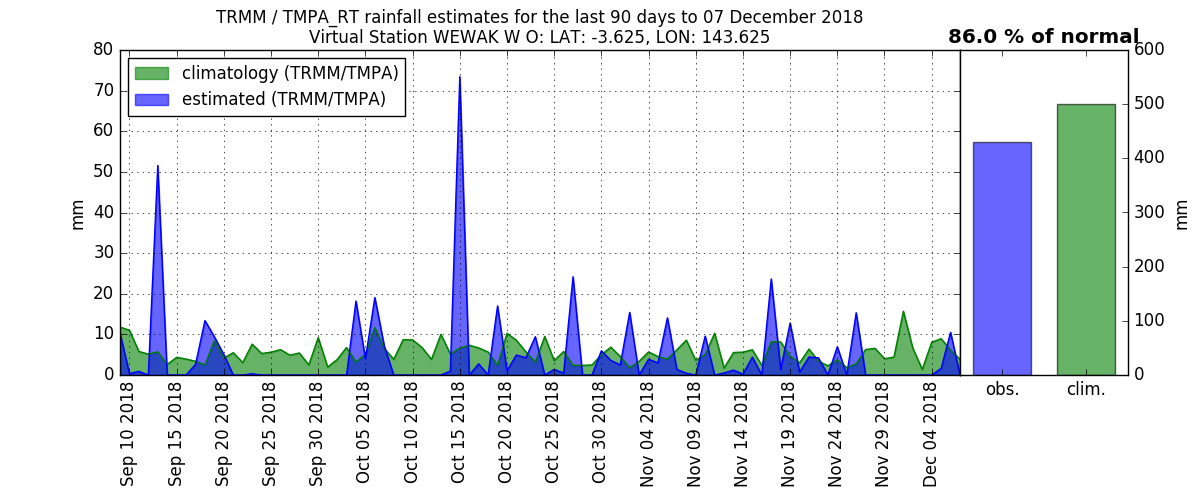 TRMM / TMPA_RT rainfall estimates for the last 90 days to 07 December 2018
Virtual Station WEWAK W O: LAT: -3.625, LON: 143.625
86.0 % of normal
climatology (TRMM/TMPA)
estimated (TRMM/TMPA)
80
70
60
50
40
30
20
10
0
mm
600
500
400
300
200
100
0
mm
Sep 10 2018
Sep 15 2018
Sep 20 2018
Sep 25 2018
Sep 30 2018
Oct 05 2018
Oct 10 2018
Oct 15 2018
Oct 20 2018
Oct 25 2018
Oct 30 2018
Nov 04 2018
Nov 09 2018
Nov 14 2018
Nov 19 2018
Nov 24 2018
Nov 29 2018
Dec 04 2018
obs.
clim.